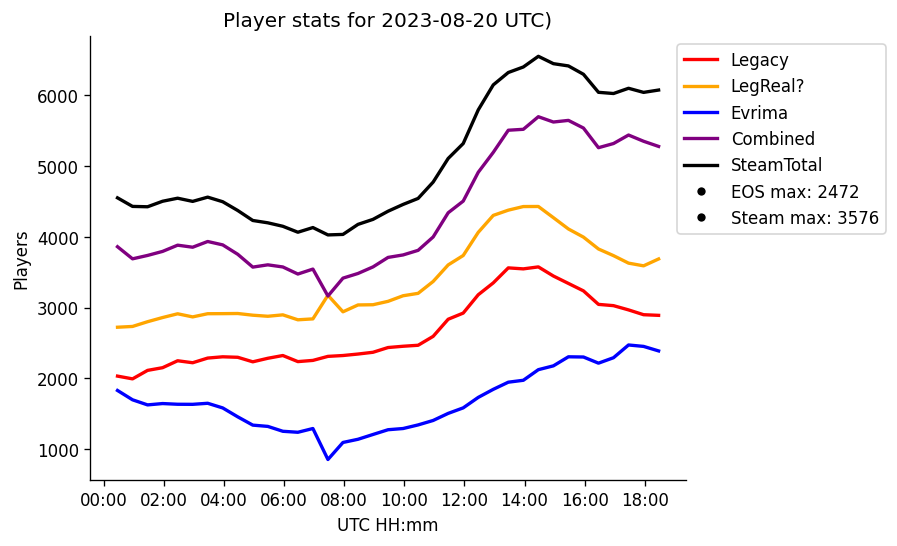 Player stats for 2023-08-20 UTC)
Legacy
LegReal?
Evrima
Combined
SteamTotal
EOS max: 2472
Steam max: 3576
Players
6000
5000
4000
3000
2000
1000
00:00 02:00 04:00 06:00 08:00 10:00 12:00 14:00 16:00 18:00
UTC HH:mm